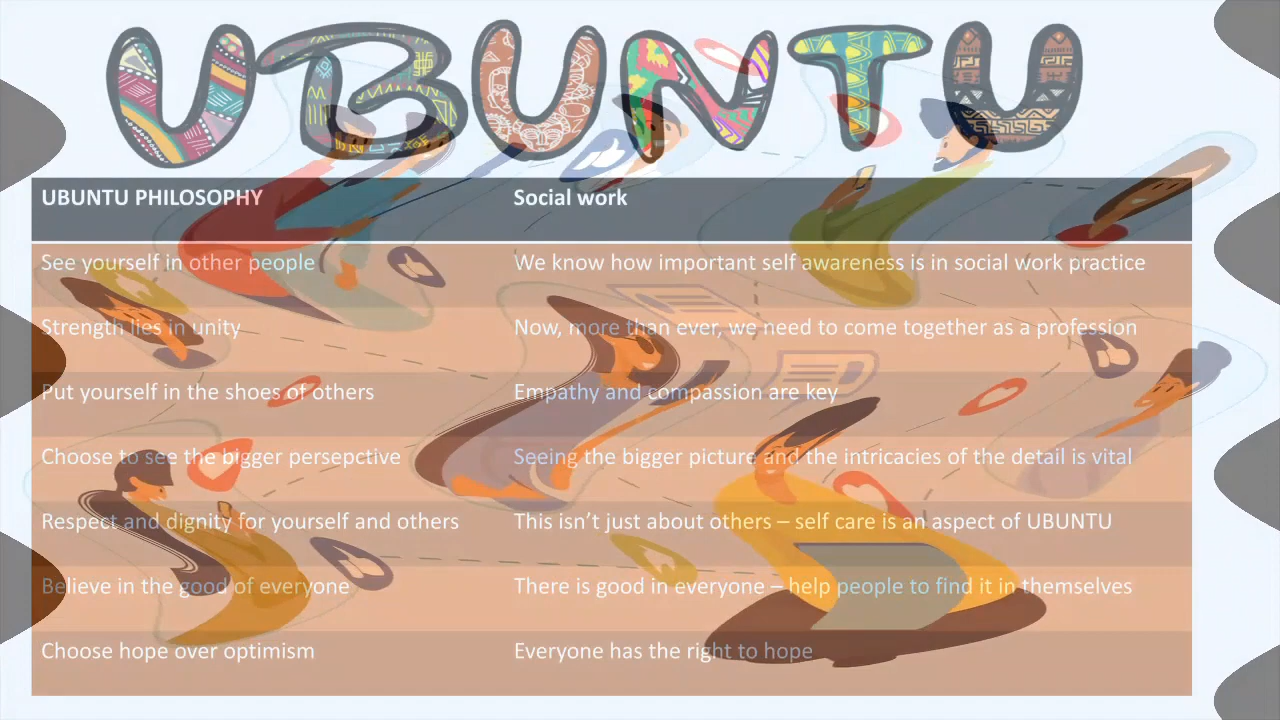 UBUNTU
UBUNTU PHILOSOPHY Social work
See yourself in other people We know how important self awareness is in social work practice
Strength lies in unity Now, more than ever, we need to come together as a profession
Put yourself in the shoes of others Empathy and compassion are key
Choose to see the bigger persepctive Seeing the bigger picture and the intricacies of the detail is vital
Respect and dignity for yourself and others This isn’t just about others – self care is an aspect of UBUNTU
Believe in the good of everyone There is good in everyone – help people to find it in themselves
Choose hope over optimism Everyone has the right to hope